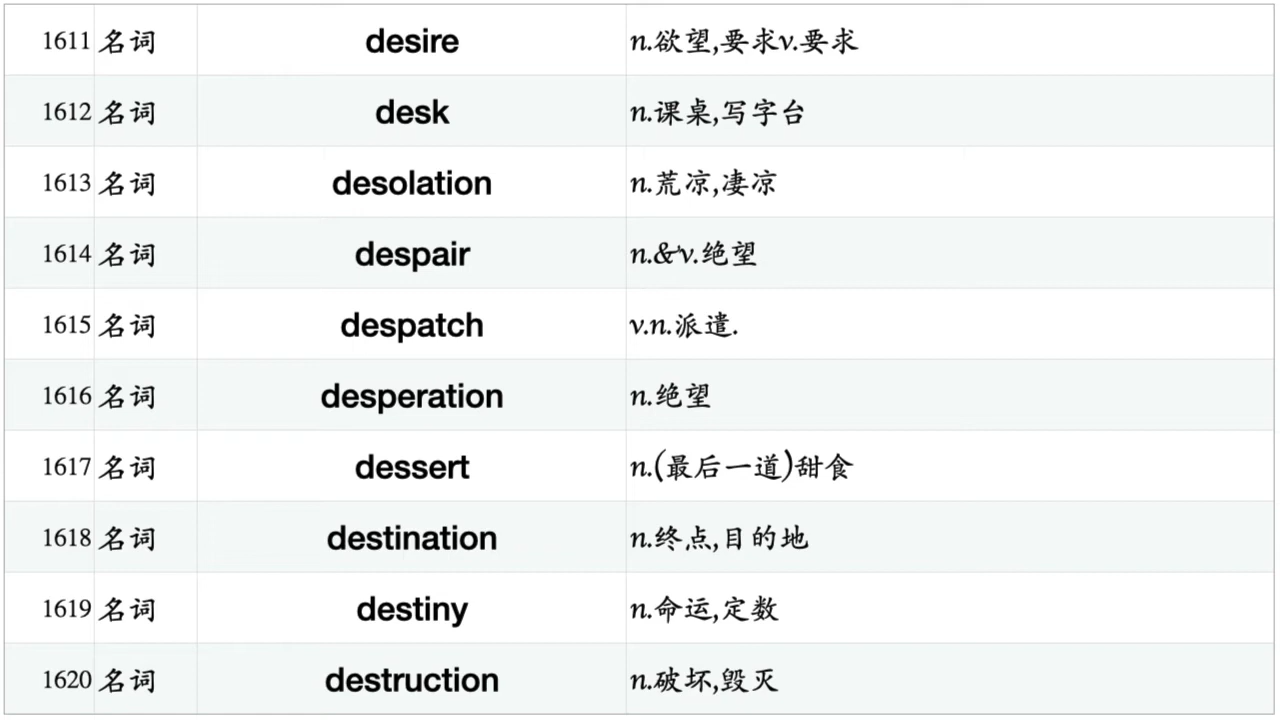 1611 名词 desire n.欲望,要求v.要求
1612 名词 desk n.课桌,写字台
1613 名词 desolation n.荒凉,凄凉
1614 名词 despair n.&v.绝望
1615 名词 despatch v.n.派遣.
1616 名词 desperation n.绝望
1617 名词 dessert n.(最后一道)甜食
1618 名词 destination n.终点,目的地
1619 名词 destiny n.命运,定数
1620 名词 destruction n.破坏,毁灭